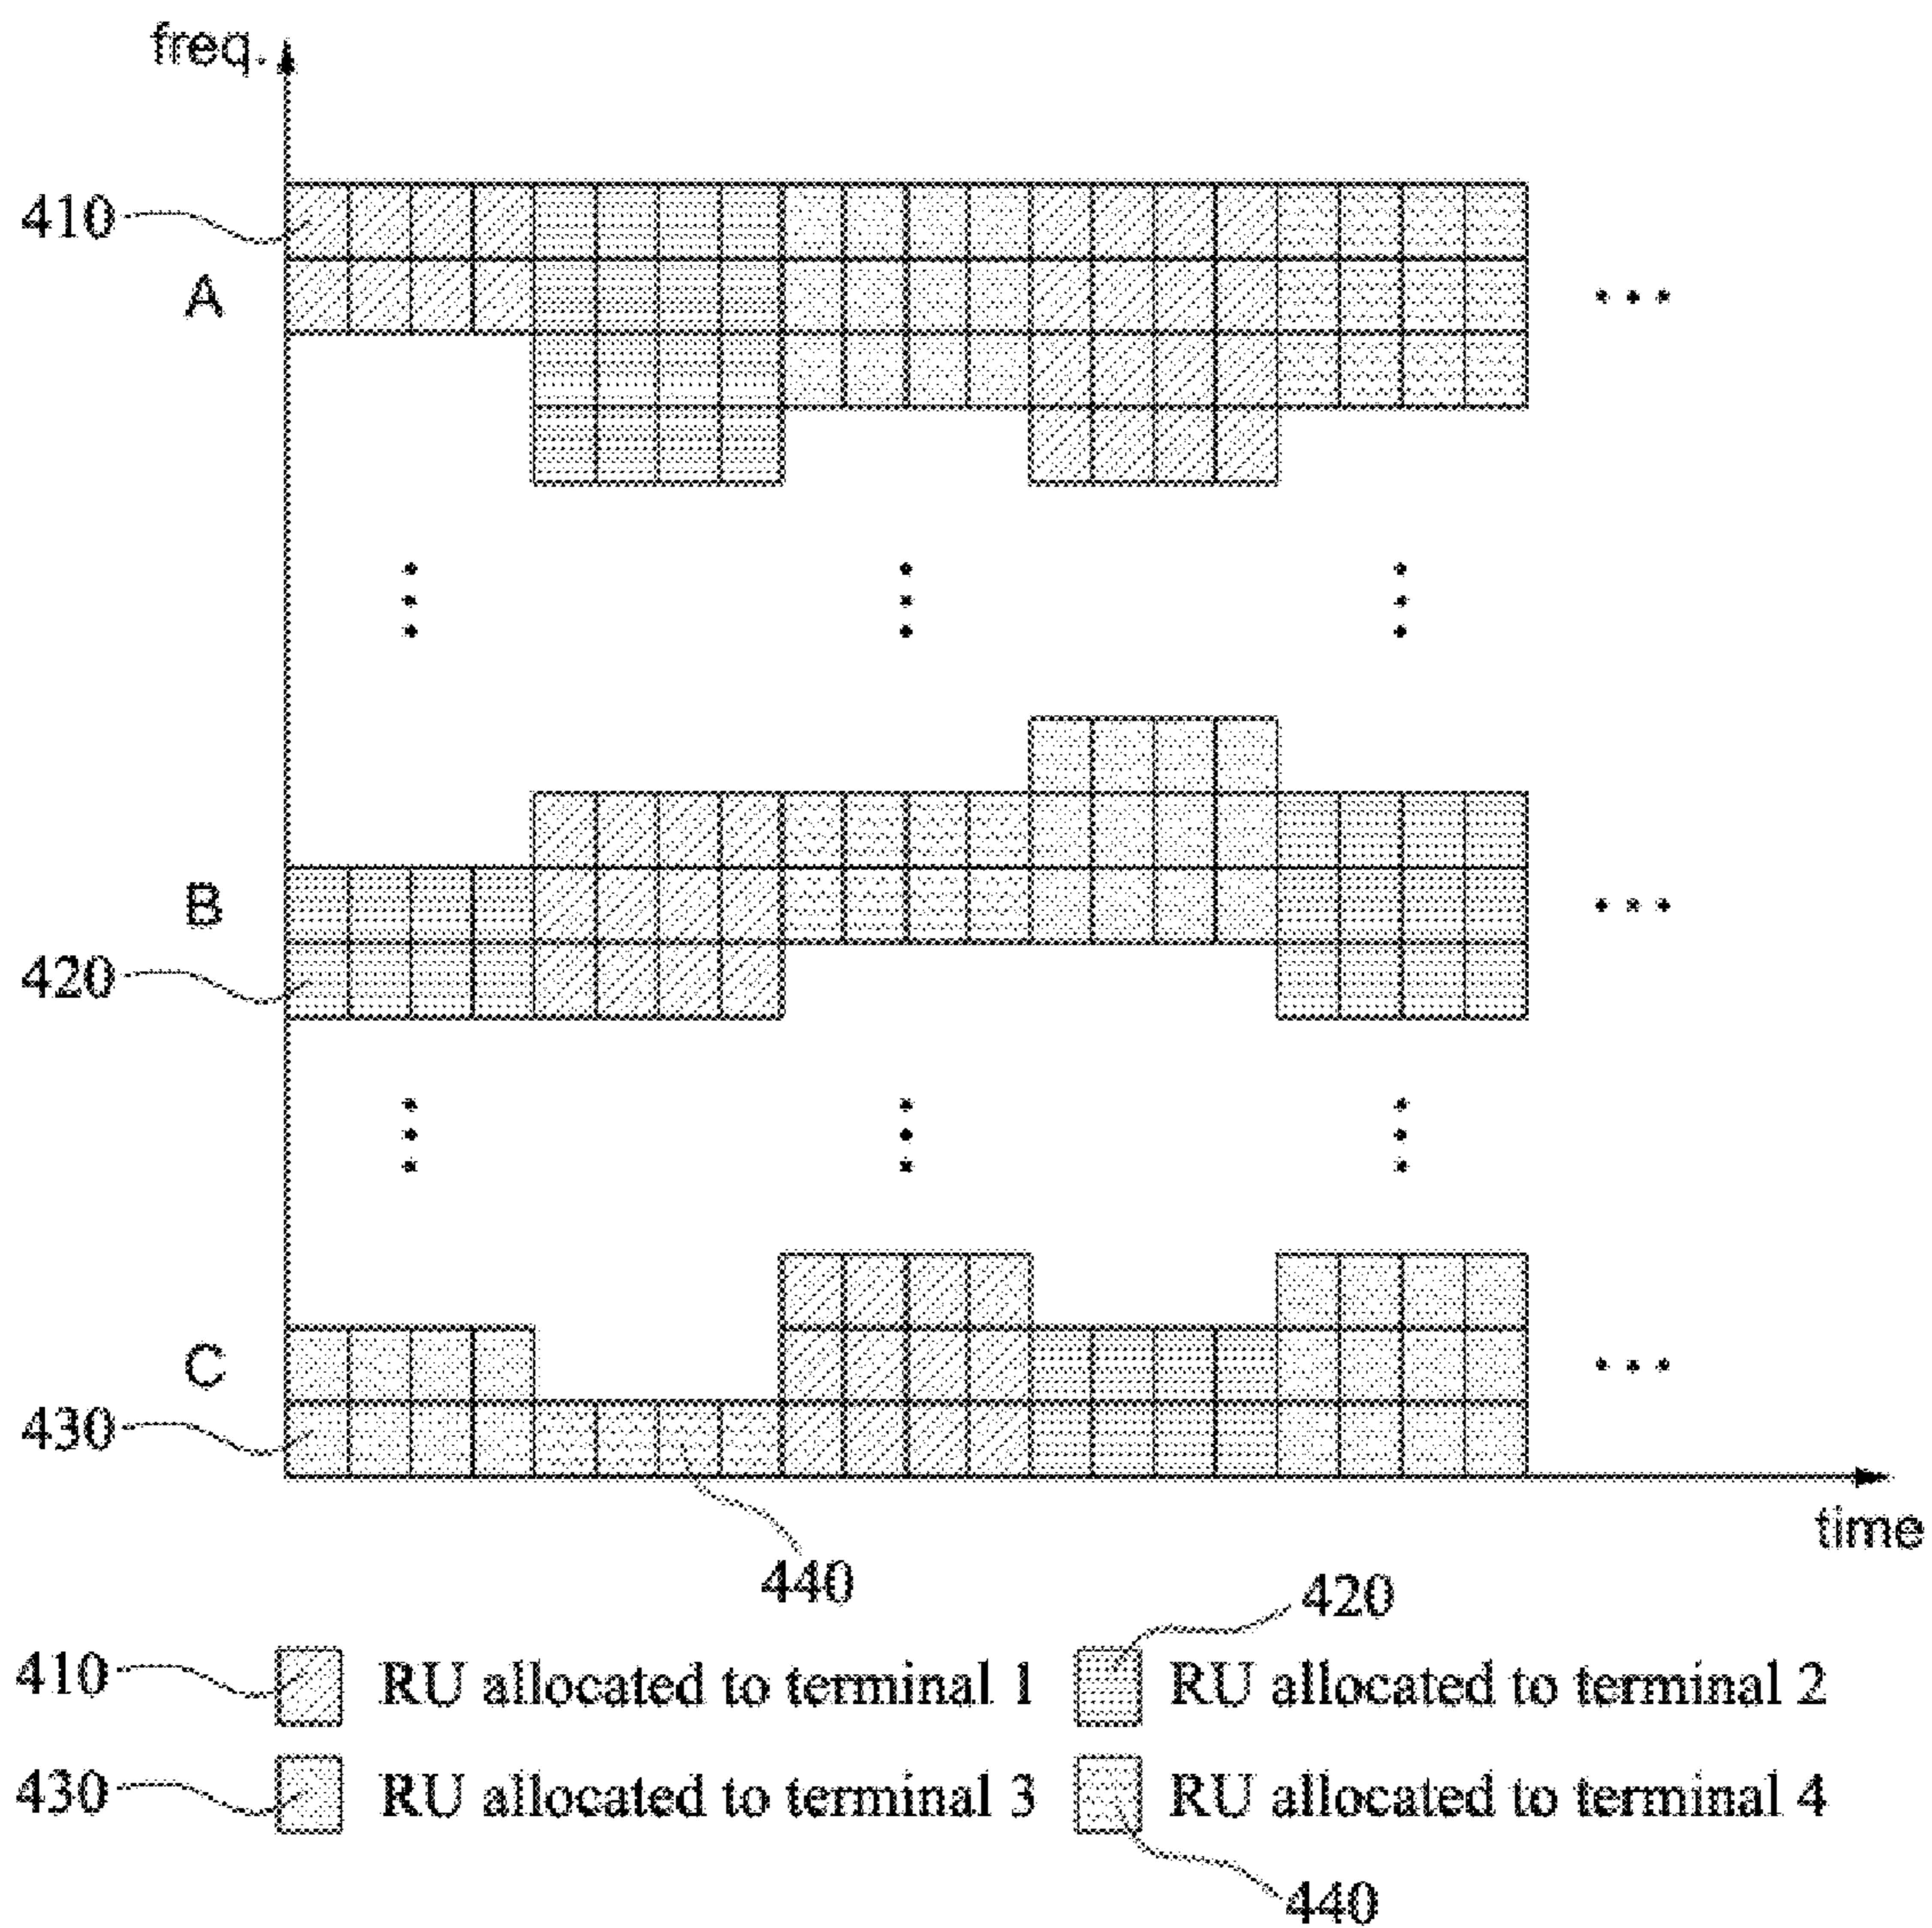 freq.
410
A
B
420
C
430
time
440
420
410 RU allocated to terminal 1 RU allocated to terminal 2
430 RU allocated to terminal 3 RU allocated to terminal 4
440